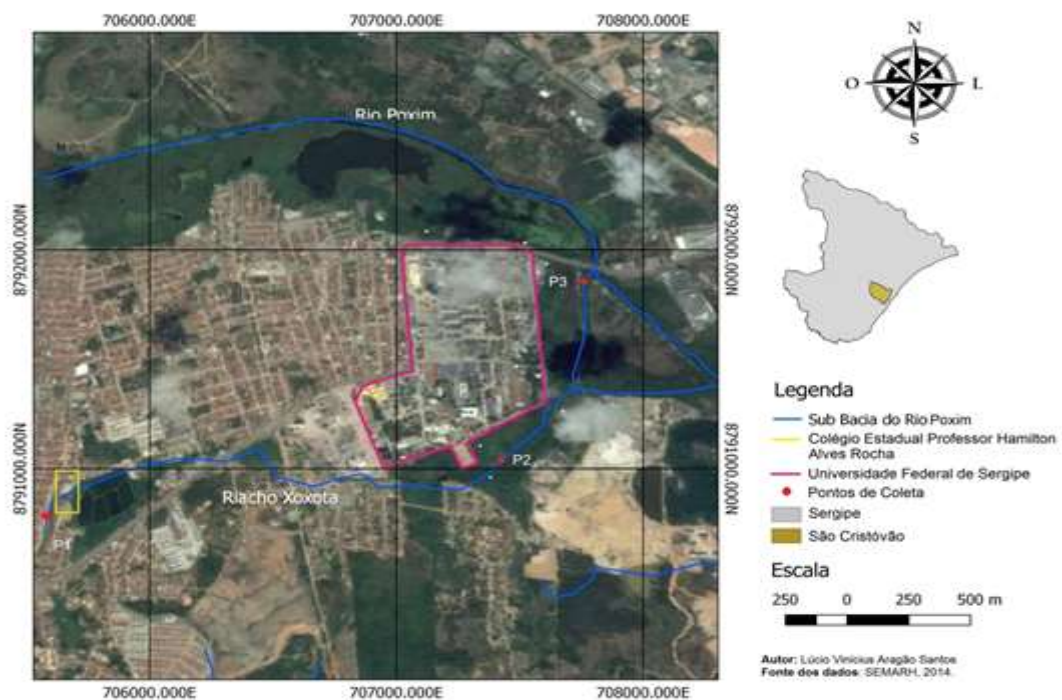 706000.000E 707000.000E 708000.000E
N
O L
S
Rio Poxim
8792000.000N 8792000.000N
P3
8791000.000N 8791000.000N
P2
Riacho Xoxota
P1
706000.000E 707000.000E 708000.000E
Legenda
Sub Bacia do Rio Poxim
Colégio Estadual Professor Hamilton
Alves Rocha
Universidade Federal de Sergipe
Pontos de Coleta
Sergipe
São Cristóvão
Escala
250 0 250 500 m
Autor: Lúcio Vinícius Aragão Santos
Fonte dos dados: SEMARH, 2014.